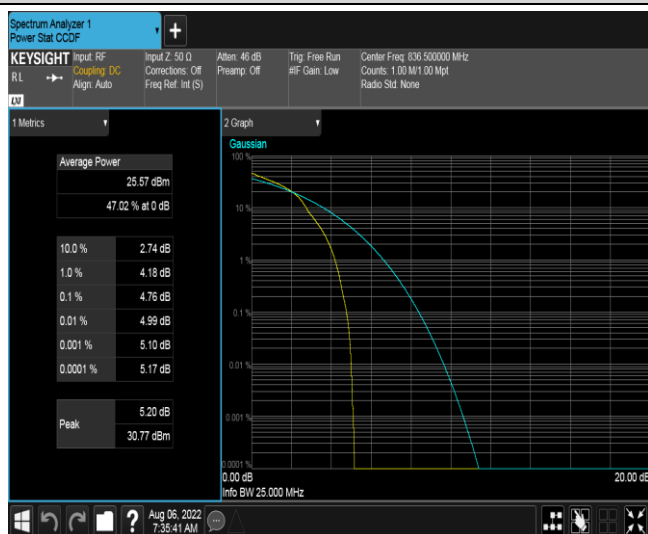 Spectrum Analyzer 1
Power Stat CCDF
+
KEYSIGHT
RL
LXI
Input: RF
Coupling: DC
Align: Auto
Input Z: 50 Ω
Corrections: Off
Freq Ref: Int (S)
Atten: 46 dB
Preamp: Off
Trig: Free Run
#IF Gain: Low
Center Freq: 836.500000 MHz
Counts: 1.00 M/1.00 Mpt
Radio Std: None
1 Metrics
Average Power
25.57 dBm
47.02 % at 0 dB
10.0 % 2.74 dB
1.0 % 4.18 dB
0.1 % 4.76 dB
0.01 % 4.99 dB
0.001 % 5.10 dB
0.0001 % 5.17 dB
Peak
5.20 dB
30.77 dBm
2 Graph
Gaussian
100 %
10 %
1 %
0.1 %
0.01 %
0.001 %
0.0001 %
0.00 dB
20.00 dB
Info BW 25.000 MHz
?
Aug 06, 2022
7:35:41 AM